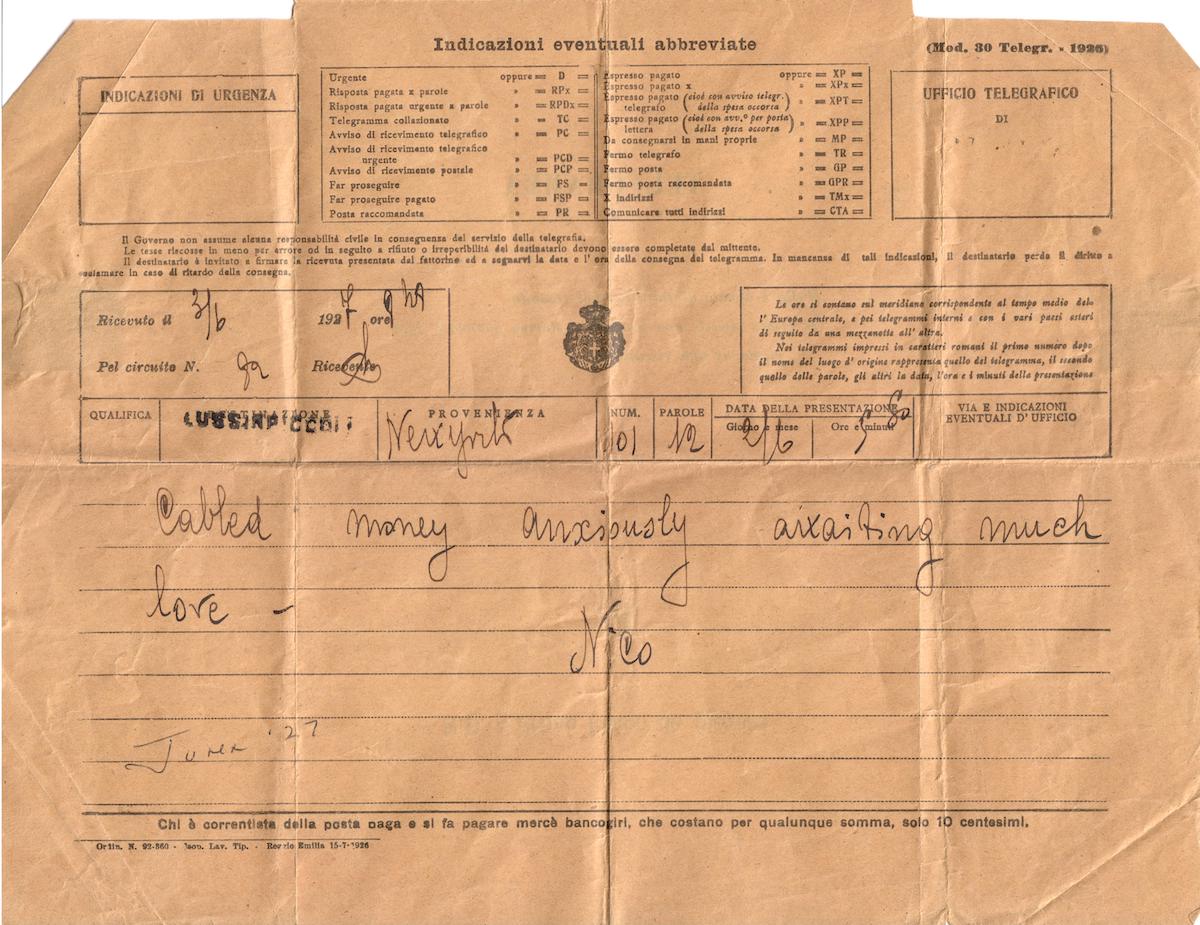 Indicazioni eventuali abbreviate
(Mod. 30 Telegr. - 1926)
INDICAZIONI DI URGENZA
Urgente oppure = D =
Risposta pagata x parole » = RPx =
Risposta pagata urgente x parole » = RPDx =
Telegramma collazionato » = TC =
Avviso di ricevimento telegrafico » = PC =
Avviso di ricevimento telegrafico
urgente » = PCD =
Avviso di ricevimento postale » = PCP =
Far proseguire » = FS =
Far proseguire pagato » = FSP =
Posta raccomandata » = PR =
Espresso pagato oppure = XP =
Espresso pagato x » = XPx =
Espresso pagato (cioè con avviso telegr.
telegrafo della spesa occorsa) » = XPT =
Espresso pagato (cioè con avv.º per posta
lettera della spesa occorsa) » = XPP =
Da consegnarsi in mani proprie » = MP =
Fermo telegrafo » = TR =
Fermo posta » = GP =
Fermo posta raccomandata » = GPR =
X indirizzi » = TMx =
Comunicare tutti indirizzi » = CTA =
UFFICIO TELEGRAFICO
DI
Il Governo non assume alcuna responsabilità civile in conseguenza del servizio della telegrafia.
Le tasse riscosse in meno per errore od in seguito a rifiuto o irreperibilità del destinatario devono essere completate dal mittente.
Il destinatario è invitato a firmare la ricevuta presentata dal fattorino ed a segnarvi la data e l'ora della consegna del telegramma. In mancanza di tali indicazioni, il destinatario perde il diritto a
reclamare in caso di ritardo della consegna.
Ricevuto il 3/6 1927 ore 9
Pel circuito N. 92 Ricevente
Le ore si contano sul meridiano corrispondente al tempo medio del-
l'Europa centrale, e pei telegrammi interni e con i vari paesi esteri
di seguito da una mezzanotte all'altra.
Nei telegrammi impressi in caratteri romani il primo numero dopo
il nome del luogo d'origine rappresenta quello del telegramma, il secondo
quello delle parole, gli altri la data, l'ora e i minuti della presentazione
QUALIFICA DESTINAZIONE PROVENIENZA NUM. PAROLE DATA DELLA PRESENTAZIONE VIA E INDICAZIONI
EVENTUALI D'UFFICIO
Giorno e mese Ore e minuti
LUSSINPICCOLO Newyork 01 12 2/6 5 50
Cabled money anxiously awaiting much
love -
Nico
June '27
Chi è correntista della posta paga e si fa pagare mercè bancogiri, che costano per qualunque somma, solo 10 centesimi.
Ordin. N. 92-360 - Lav. Tip. - Reggio Emilia 15-7-1926